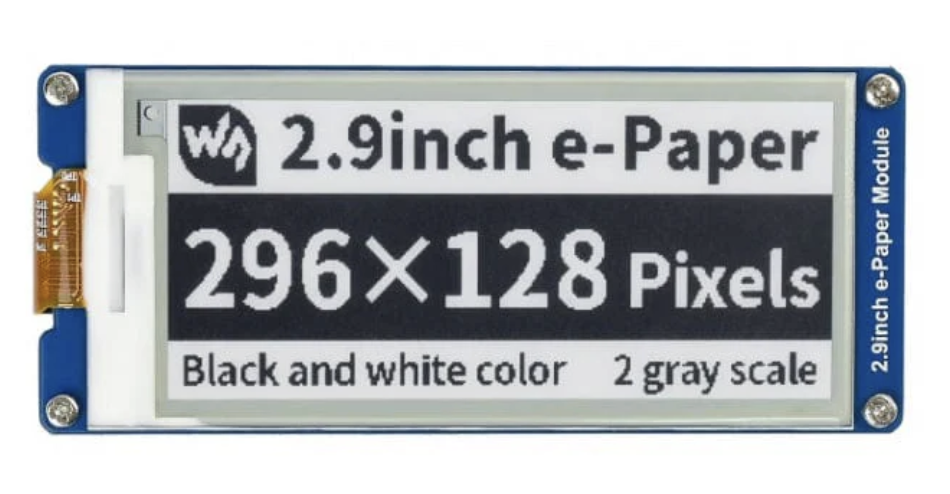 2.9inch e-Paper
296×128 Pixels
Black and white color 2 gray scale
2.9inch e-Paper Module